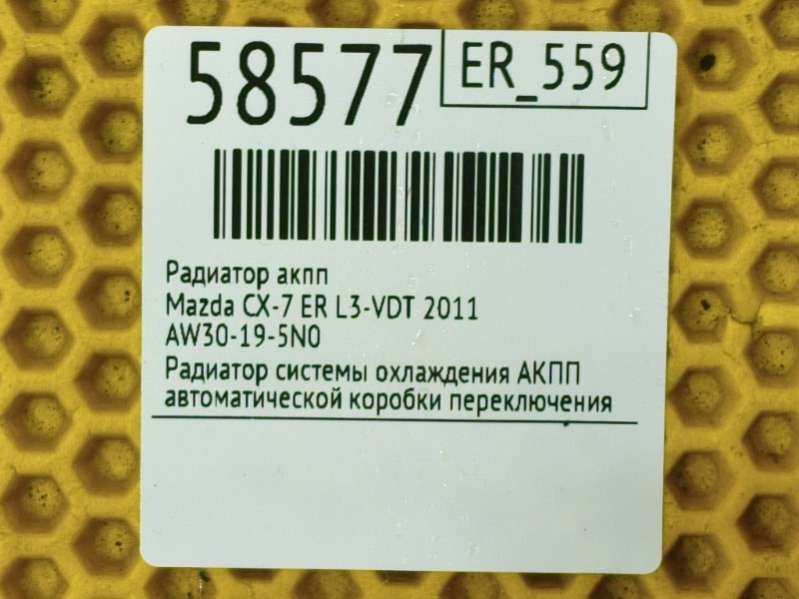 58577
ER_559
Радиатор акпп
Mazda CX-7 ER L3-VDT 2011
AW30-19-5N0
Радиатор системы охлаждения АКПП
автоматической коробки переключения